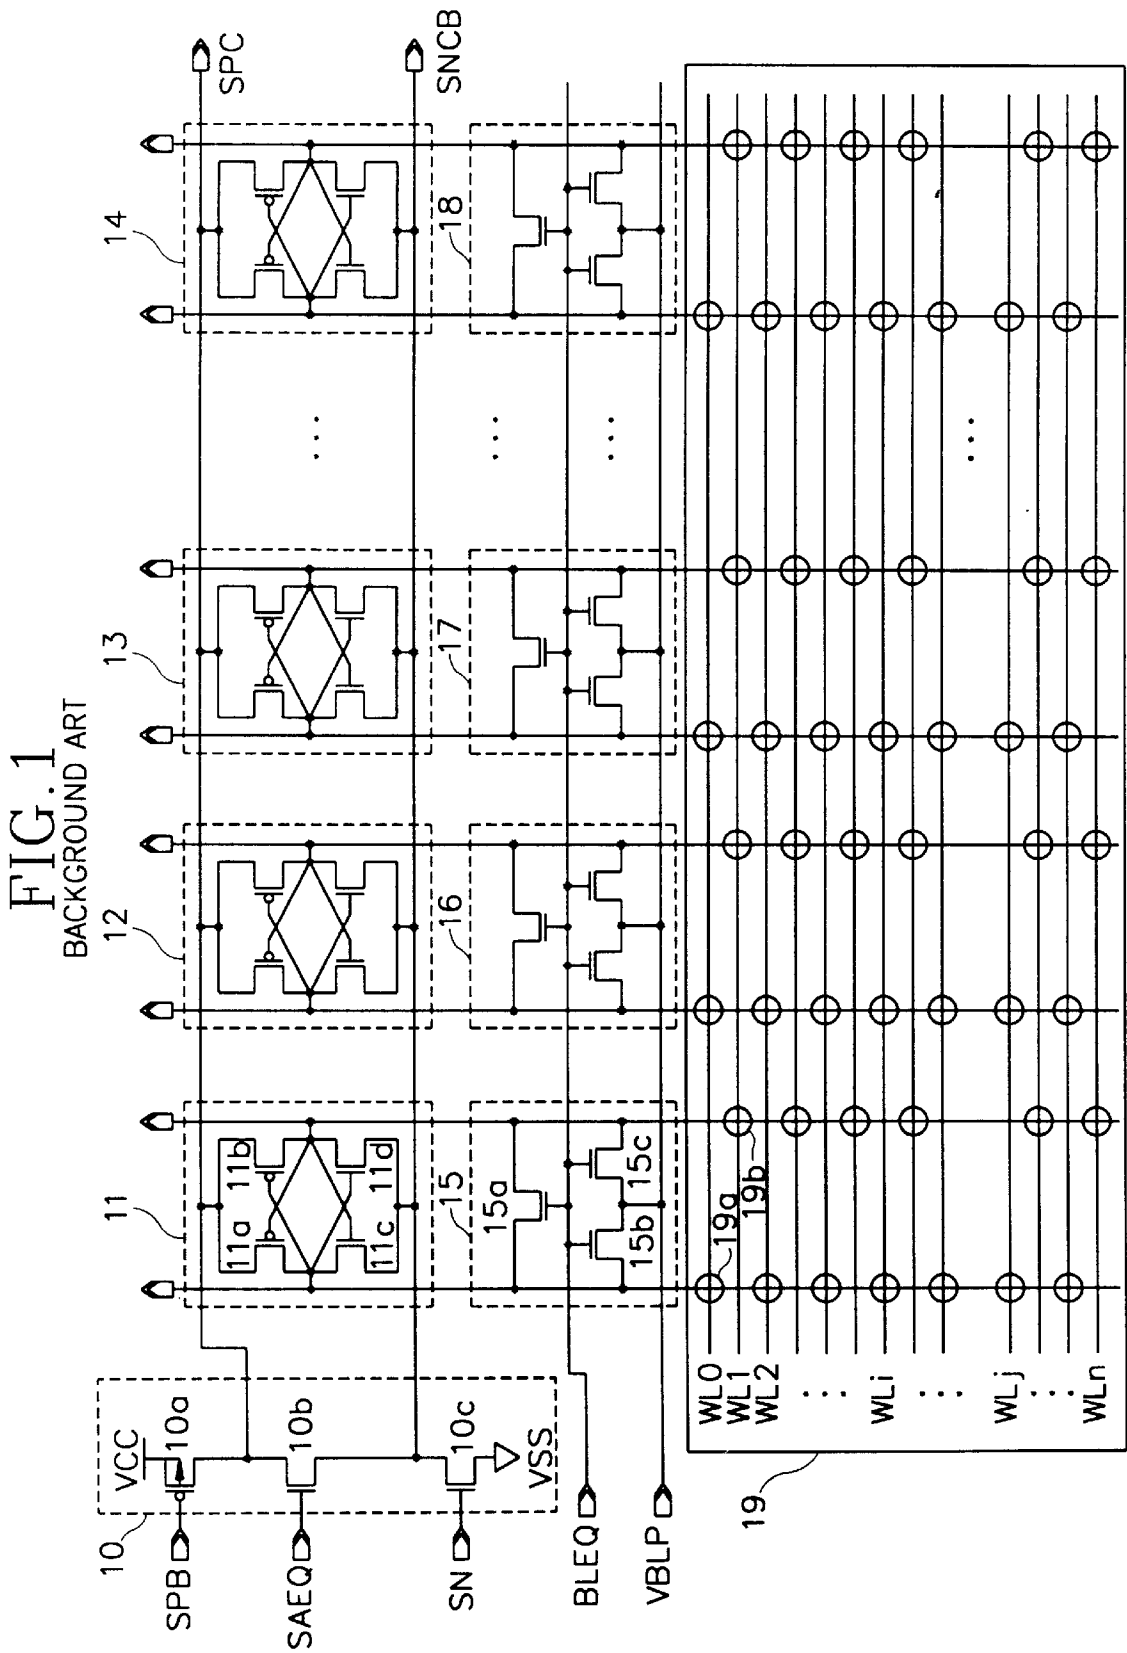 FIG.1
BACKGROUND ART
10
SPB
SAEQ
SN
VCC
10a
10b
10c
VSS
11
11a
11b
11c
11d
12
13
14
SPC
SNCB
15
15a
15b
15c
16
17
18
BLEQ
VBLP
19
19a
19b
WL0
WL1
WL2
...
WLi
...
WLj
...
WLn
...
...
...
...